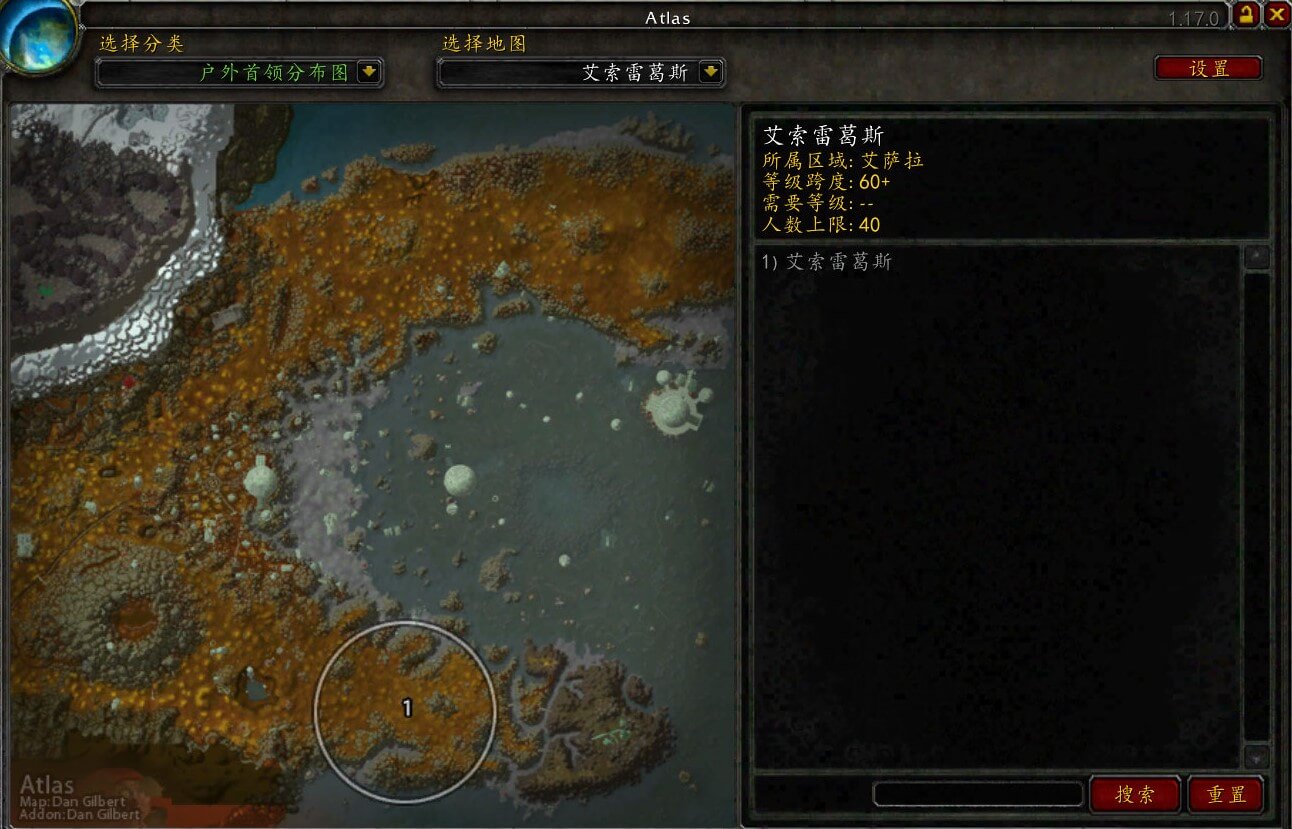 Atlas
1.17.0
选择分类
选择地图
户外首领分布图
艾索雷葛斯
设置
艾索雷葛斯
所属区域: 艾萨拉
等级跨度: 60+
需要等级: --
人数上限: 40
1) 艾索雷葛斯
1
Atlas
Map: Dan Gilbert
Addon: Dan Gilbert
搜索
重置